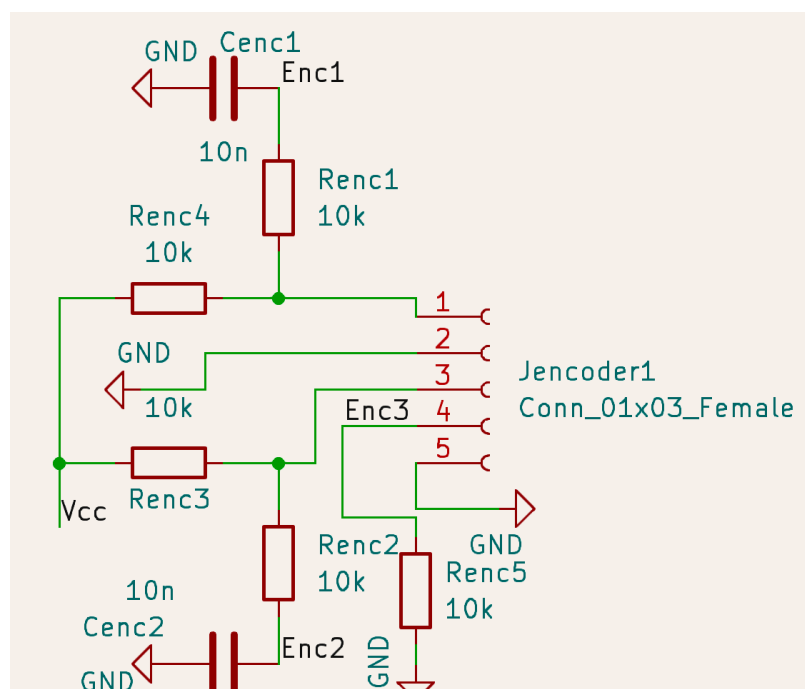 Cenc1
GND
Enc1
10n
Renc1
10k
Renc4
10k
1
2
GND
3
Jencoder1
10k
Enc3
4
Conn_01x03_Female
5
Renc3
Vcc
Renc2
GND
10k
Renc5
10n
10k
Cenc2
Enc2
GND
GND